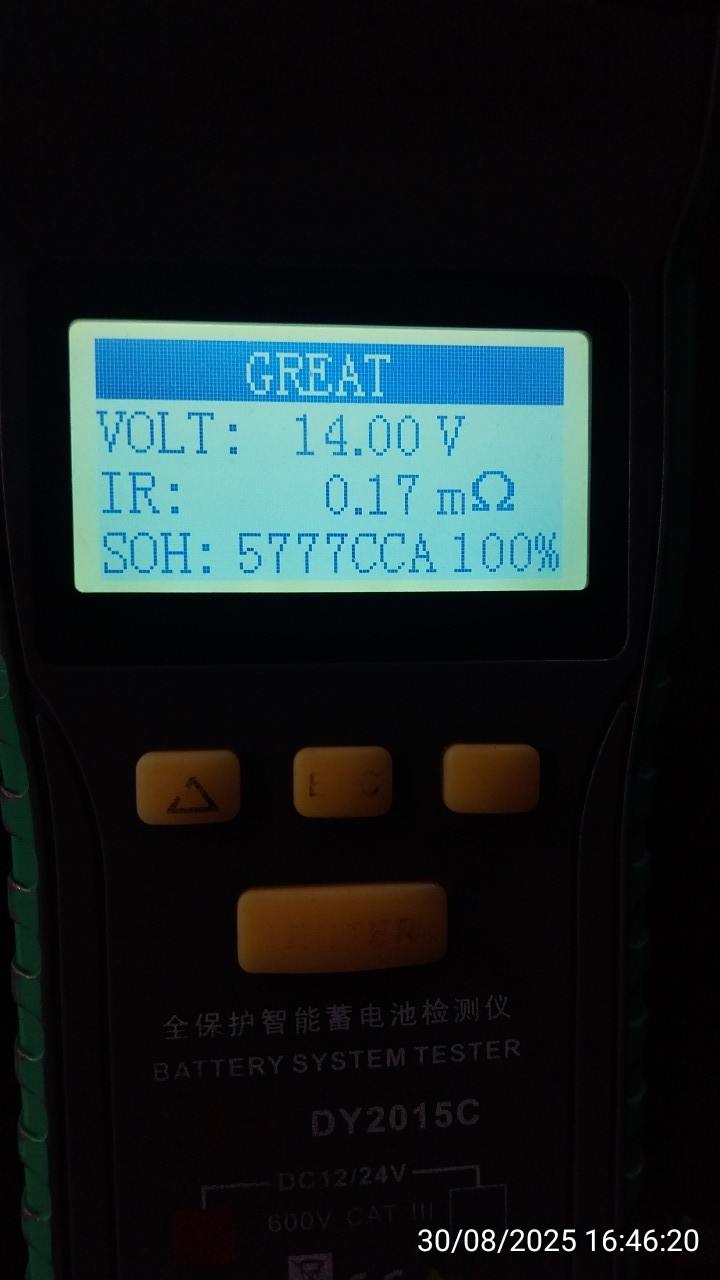 GREAT
VOLT: 14.00 V
IR: 0.17 mΩ
SOH: 5777CCA 100%
全保护智能蓄电池检测仪
BATTERY SYSTEM TESTER
DY2015C
DC12/24V
600V CAT III
30/08/2025 16:46:20